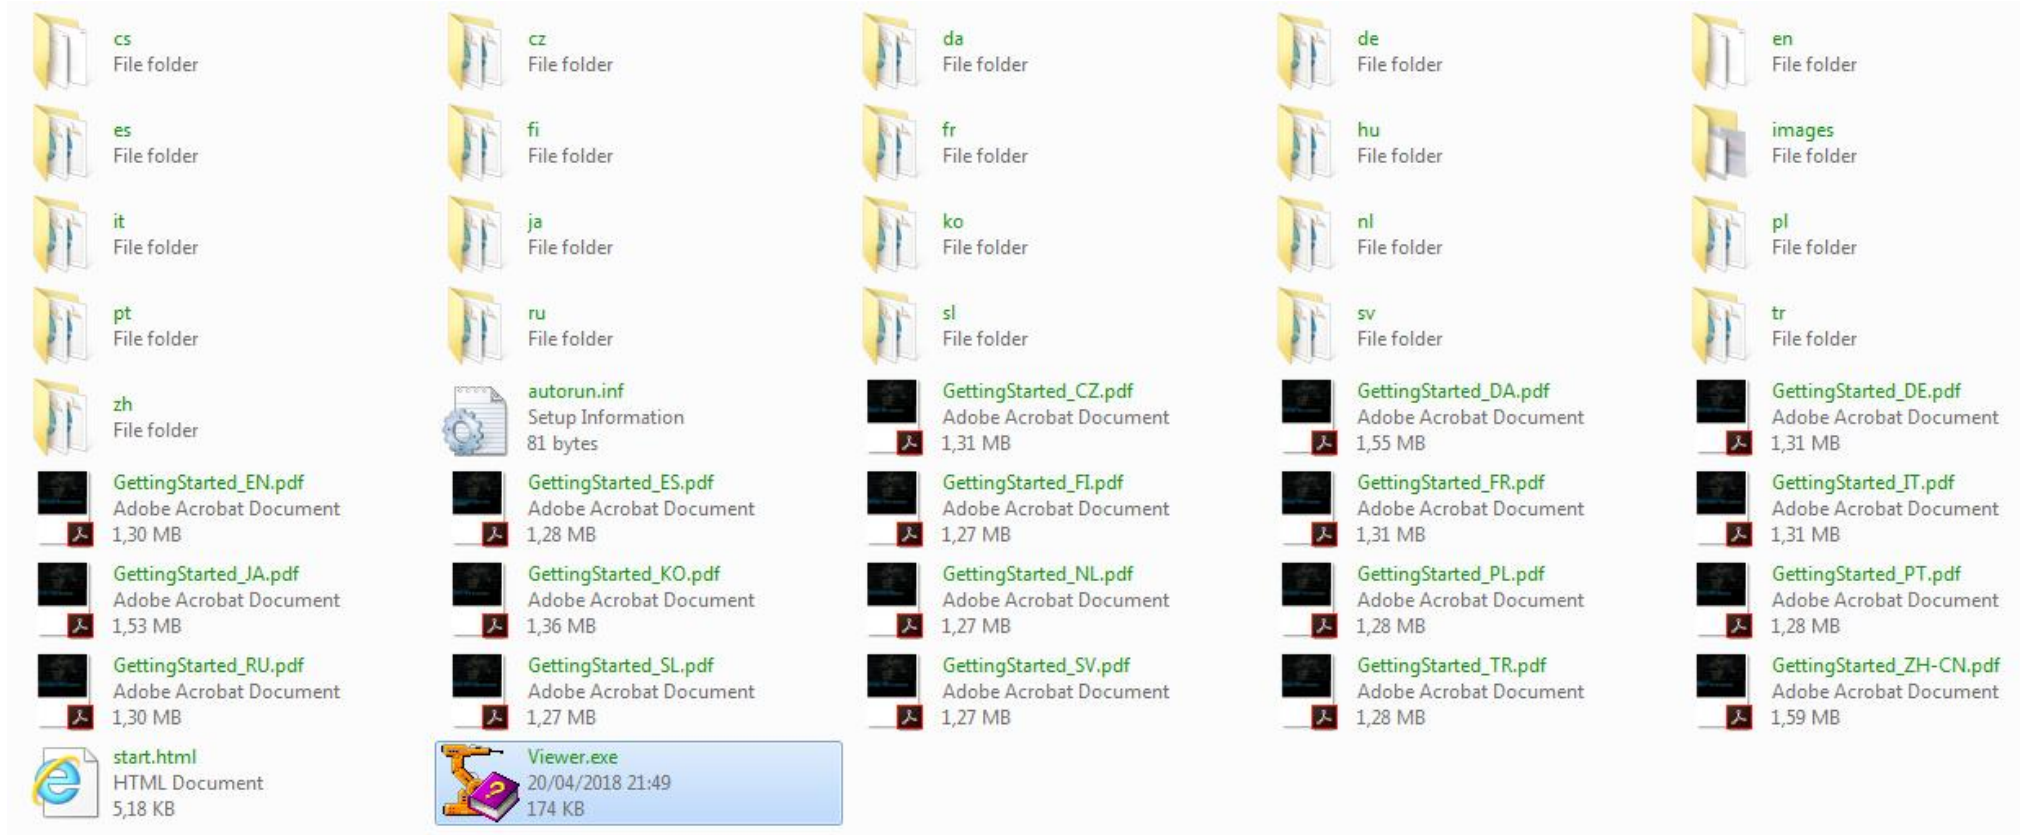 cs
File folder
cz
File folder
da
File folder
de
File folder
en
File folder
es
File folder
fi
File folder
fr
File folder
hu
File folder
images
File folder
it
File folder
ja
File folder
ko
File folder
nl
File folder
pl
File folder
pt
File folder
ru
File folder
sl
File folder
sv
File folder
tr
File folder
zh
File folder
autorun.inf
Setup Information
81 bytes
GettingStarted_CZ.pdf
Adobe Acrobat Document
1,31 MB
GettingStarted_DA.pdf
Adobe Acrobat Document
1,55 MB
GettingStarted_DE.pdf
Adobe Acrobat Document
1,31 MB
GettingStarted_EN.pdf
Adobe Acrobat Document
1,30 MB
GettingStarted_ES.pdf
Adobe Acrobat Document
1,28 MB
GettingStarted_FI.pdf
Adobe Acrobat Document
1,27 MB
GettingStarted_FR.pdf
Adobe Acrobat Document
1,31 MB
GettingStarted_IT.pdf
Adobe Acrobat Document
1,31 MB
GettingStarted_JA.pdf
Adobe Acrobat Document
1,53 MB
GettingStarted_KO.pdf
Adobe Acrobat Document
1,36 MB
GettingStarted_NL.pdf
Adobe Acrobat Document
1,27 MB
GettingStarted_PL.pdf
Adobe Acrobat Document
1,28 MB
GettingStarted_PT.pdf
Adobe Acrobat Document
1,28 MB
GettingStarted_RU.pdf
Adobe Acrobat Document
1,30 MB
GettingStarted_SL.pdf
Adobe Acrobat Document
1,27 MB
GettingStarted_SV.pdf
Adobe Acrobat Document
1,27 MB
GettingStarted_TR.pdf
Adobe Acrobat Document
1,28 MB
GettingStarted_ZH-CN.pdf
Adobe Acrobat Document
1,59 MB
start.html
HTML Document
5,18 KB
Viewer.exe
20/04/2018 21:49
174 KB